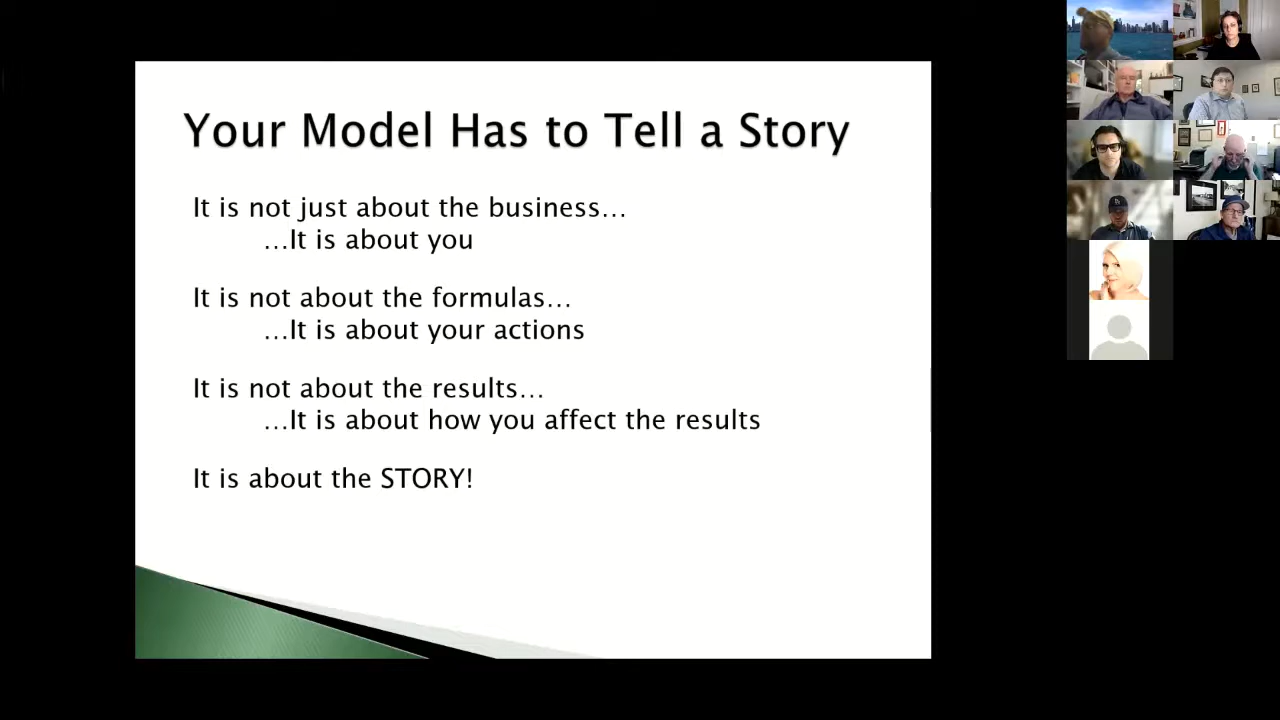 Your Model Has to Tell a Story
It is not just about the business…
…It is about you
It is not about the formulas…
…It is about your actions
It is not about the results…
…It is about how you affect the results
It is about the STORY!